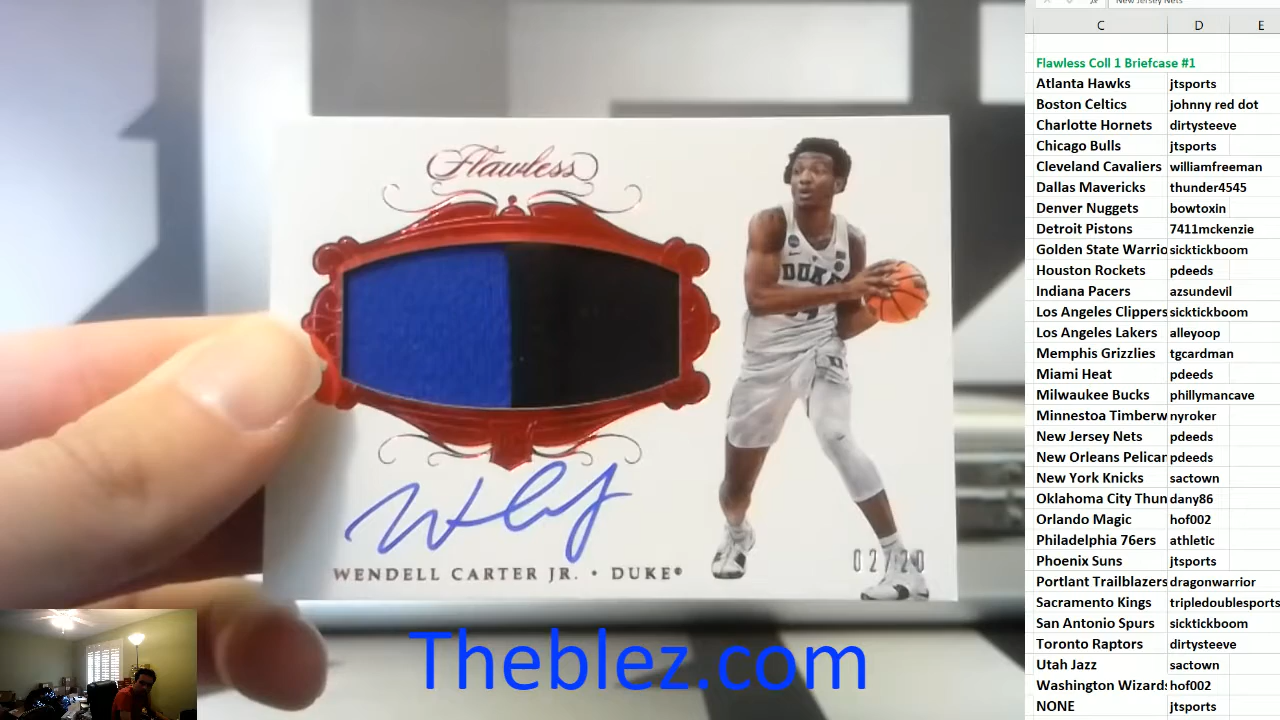 Flawless
DUKE
WENDELL CARTER JR. • DUKE®
02/20
Theblez.com
New Jersey Nets
C D E
Flawless Coll 1 Briefcase #1
Atlanta Hawks jtsports
Boston Celtics johnny red dot
Charlotte Hornets dirtysteeve
Chicago Bulls jtsports
Cleveland Cavaliers williamfreeman
Dallas Mavericks thunder4545
Denver Nuggets bowtoxin
Detroit Pistons 7411mckenzie
Golden State Warrio sicktickboom
Houston Rockets pdeeds
Indiana Pacers azsundevil
Los Angeles Clippers sicktickboom
Los Angeles Lakers alleyoop
Memphis Grizzlies tgcardman
Miami Heat pdeeds
Milwaukee Bucks phillymancave
Minnestoa Timberw nyroker
New Jersey Nets pdeeds
New Orleans Pelican pdeeds
New York Knicks sactown
Oklahoma City Thun dany86
Orlando Magic hof002
Philadelphia 76ers athletic
Phoenix Suns jtsports
Portlant Trailblazers dragonwarrior
Sacramento Kings tripledoublesports
San Antonio Spurs sicktickboom
Toronto Raptors dirtysteeve
Utah Jazz sactown
Washington Wizards hof002
NONE jtsports